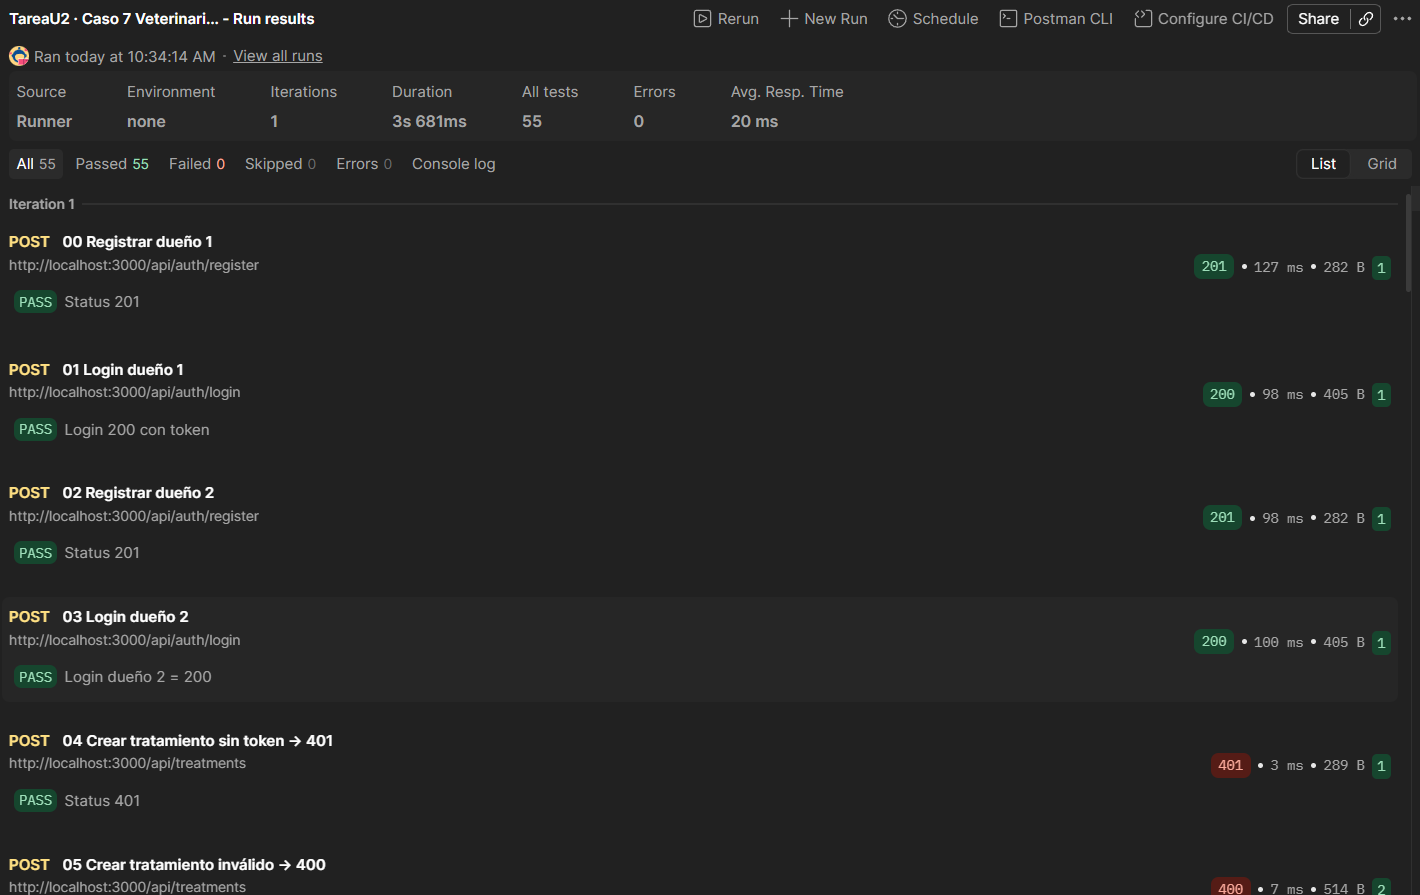 TareaU2 · Caso 7 Veterinari... - Run results
Rerun New Run Schedule Postman CLI Configure CI/CD Share
Ran today at 10:34:14 AM · View all runs
Source Environment Iterations Duration All tests Errors Avg. Resp. Time
Runner none 1 3s 681ms 55 0 20 ms
All 55 Passed 55 Failed 0 Skipped 0 Errors 0 Console log List Grid
Iteration 1
POST 00 Registrar dueño 1
http://localhost:3000/api/auth/register
201 • 127 ms • 282 B 1
PASS Status 201
POST 01 Login dueño 1
http://localhost:3000/api/auth/login
200 • 98 ms • 405 B 1
PASS Login 200 con token
POST 02 Registrar dueño 2
http://localhost:3000/api/auth/register
201 • 98 ms • 282 B 1
PASS Status 201
POST 03 Login dueño 2
http://localhost:3000/api/auth/login
200 • 100 ms • 405 B 1
PASS Login dueño 2 = 200
POST 04 Crear tratamiento sin token → 401
http://localhost:3000/api/treatments
401 • 3 ms • 289 B 1
PASS Status 401
POST 05 Crear tratamiento inválido → 400
http://localhost:3000/api/treatments
400 • 7 ms • 514 B 2